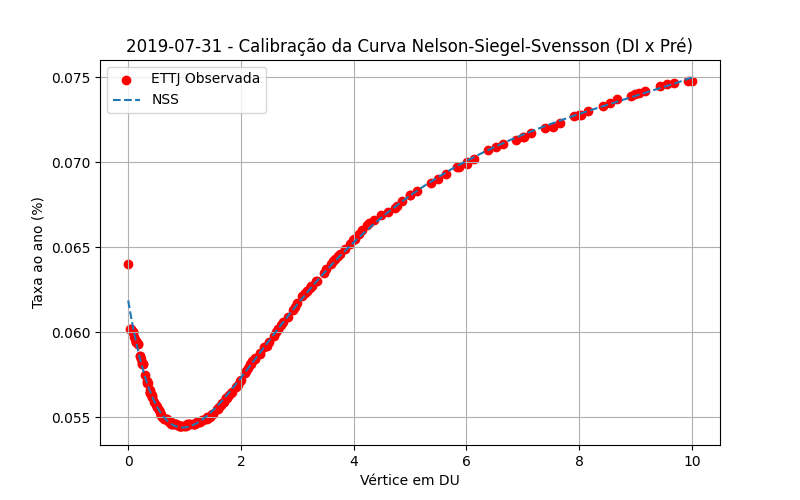 2019-07-31 - Calibração da Curva Nelson-Siegel-Svensson (DI x Pré)
ETTJ Observada
NSS
Taxa ao ano (%)
0.075
0.070
0.065
0.060
0.055
0 2 4 6 8 10
Vértice em DU